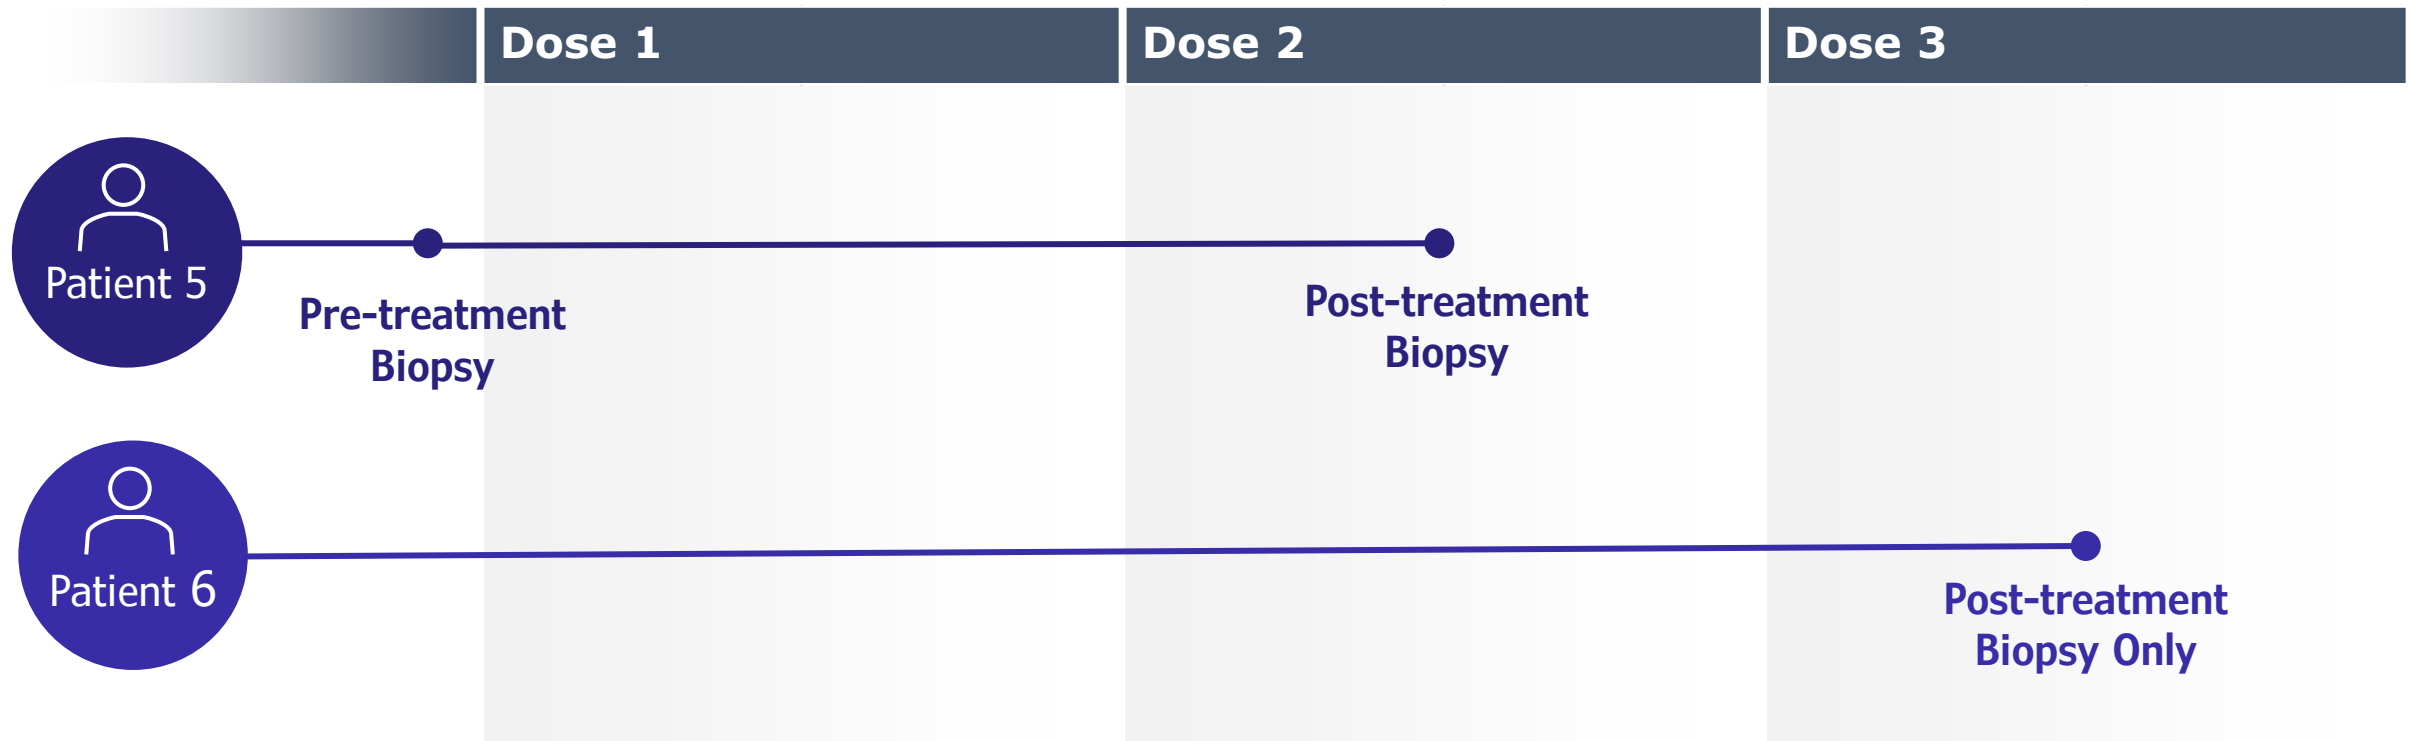 Dose 1
Dose 2
Dose 3
Patient 5
Pre-treatment
Biopsy
Post-treatment
Biopsy
Patient 6
Post-treatment
Biopsy Only